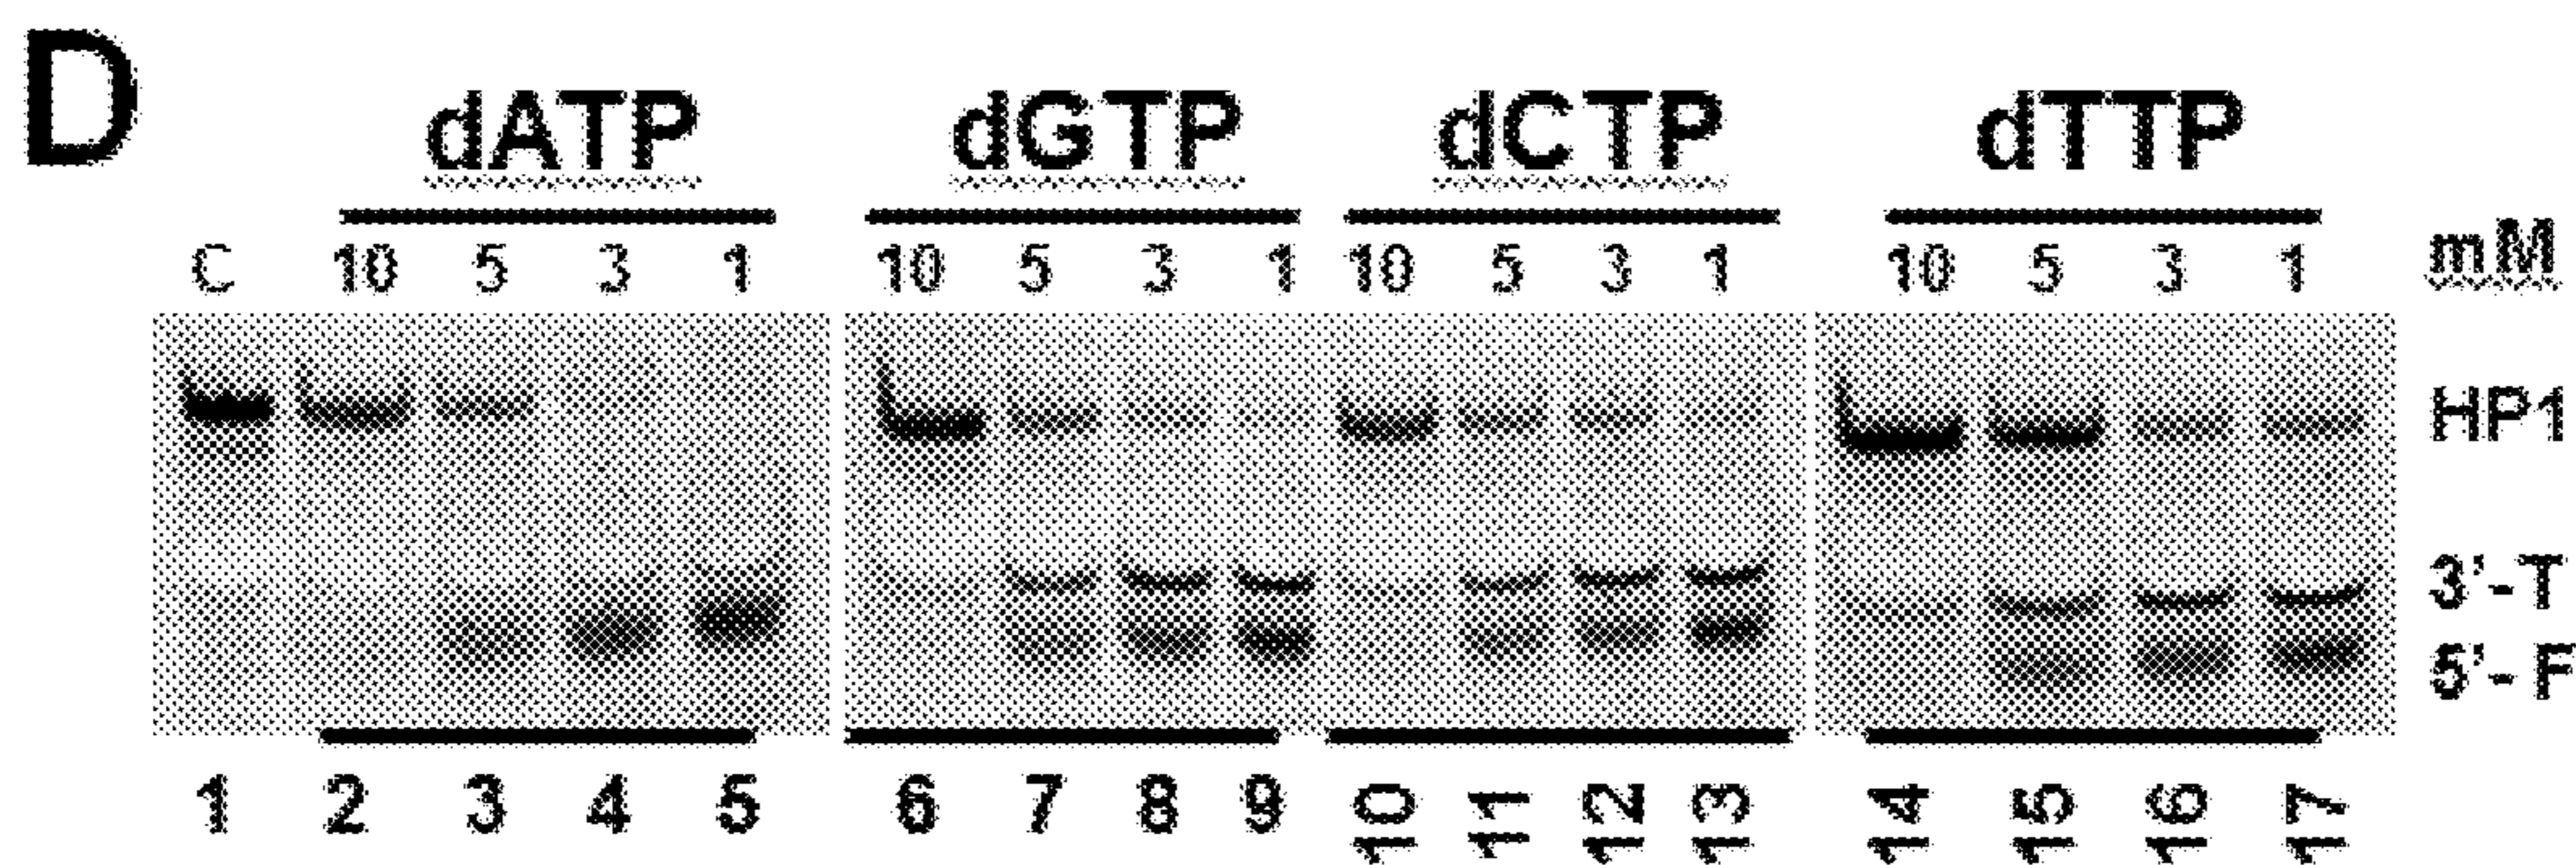 D
dATP dGTP dCTP dTTP
C 10 5 3 1 10 5 3 1 10 5 3 1 10 5 3 1 mM
HP1
3'-T
5'-F
1 2 3 4 5 6 7 8 9 10 11 12 13 14 15 16 17